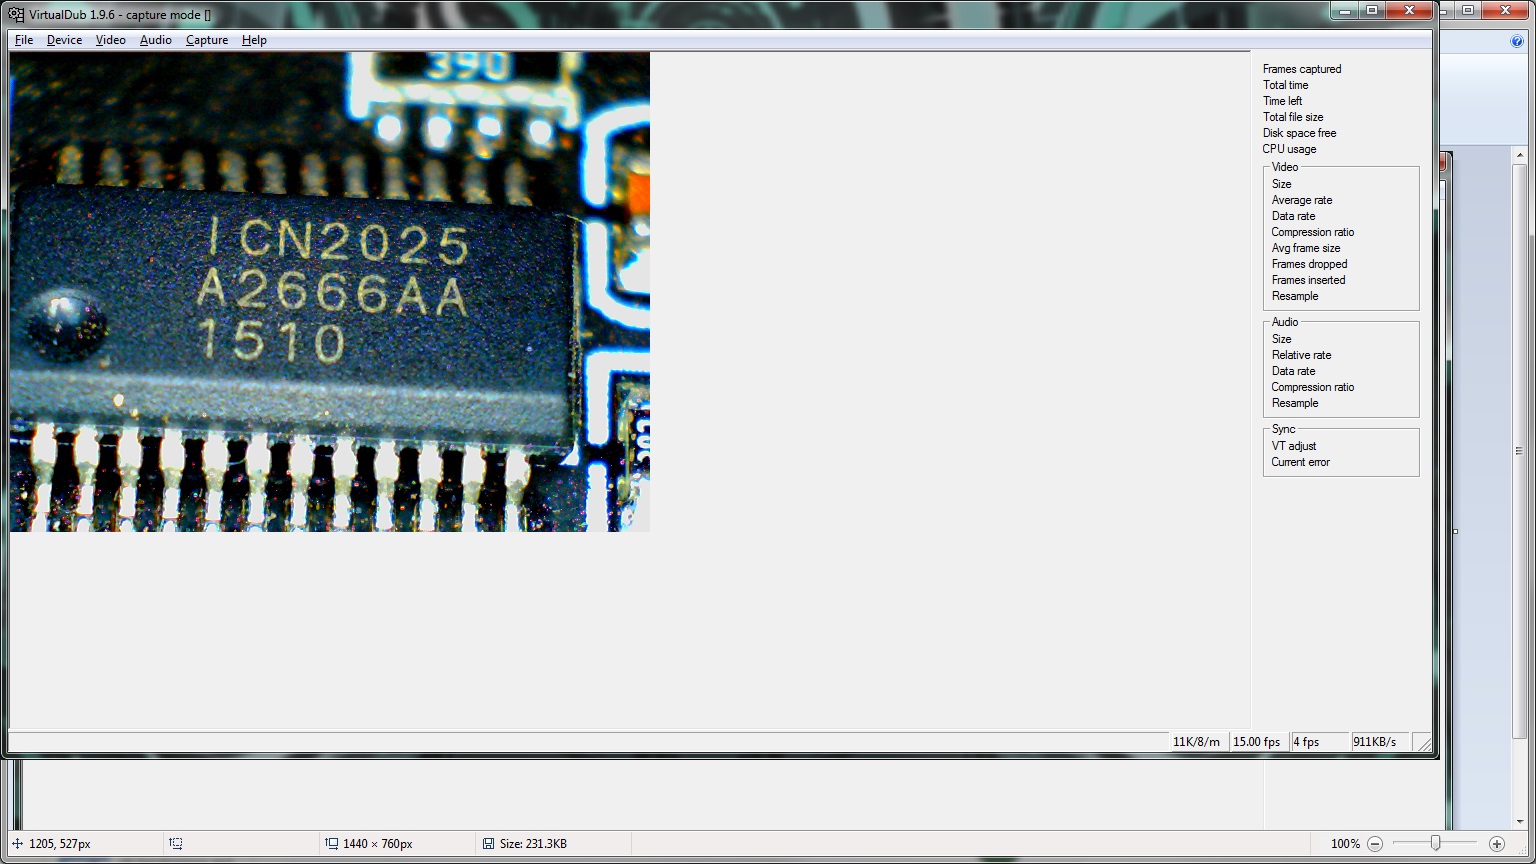 VirtualDub 1.9.6 - capture mode []
File Device Video Audio Capture Help
390
ICN2025
A2666AA
1510
Frames captured
Total time
Time left
Total file size
Disk space free
CPU usage
Video
Size
Average rate
Data rate
Compression ratio
Avg frame size
Frames dropped
Frames inserted
Resample
Audio
Size
Relative rate
Data rate
Compression ratio
Resample
Sync
VT adjust
Current error
11K/8/m 15.00 fps 4 fps 911KB/s
1205, 527px 1440 × 760px Size: 231.3KB 100%